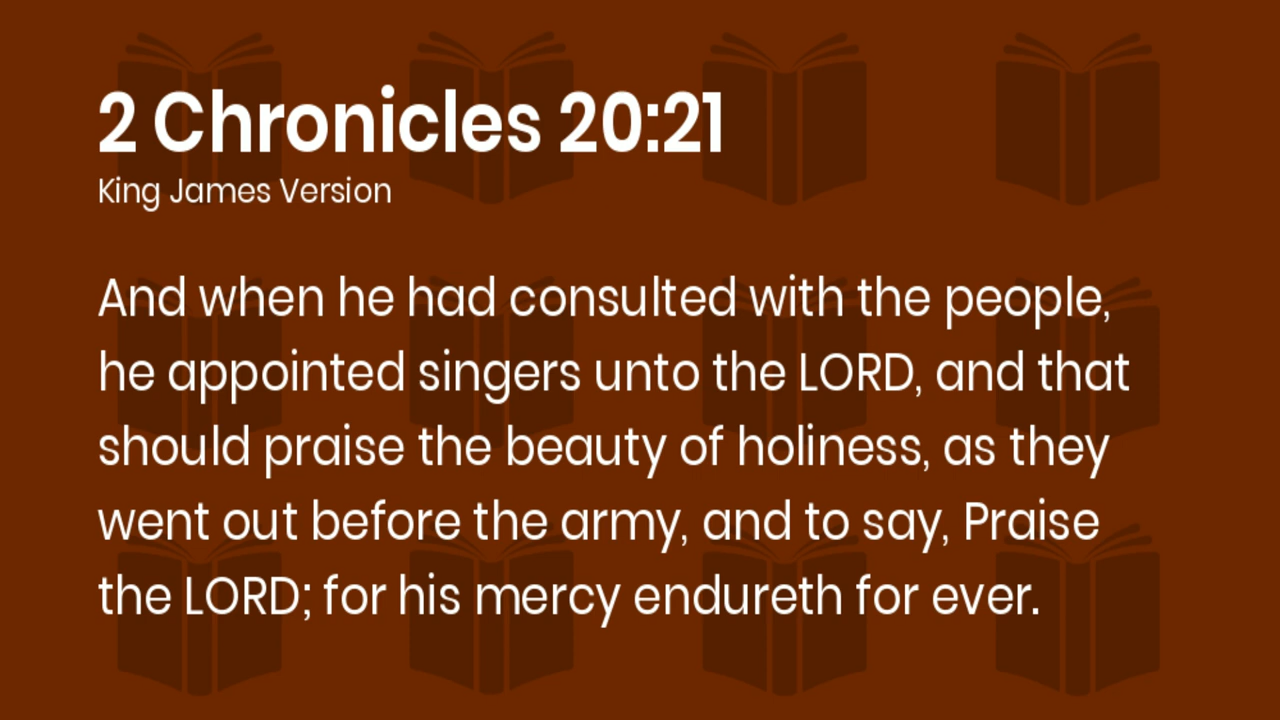 2 Chronicles 20:21
King James Version
And when he had consulted with the people,
he appointed singers unto the LORD, and that
should praise the beauty of holiness, as they
went out before the army, and to say, Praise
the LORD; for his mercy endureth for ever.